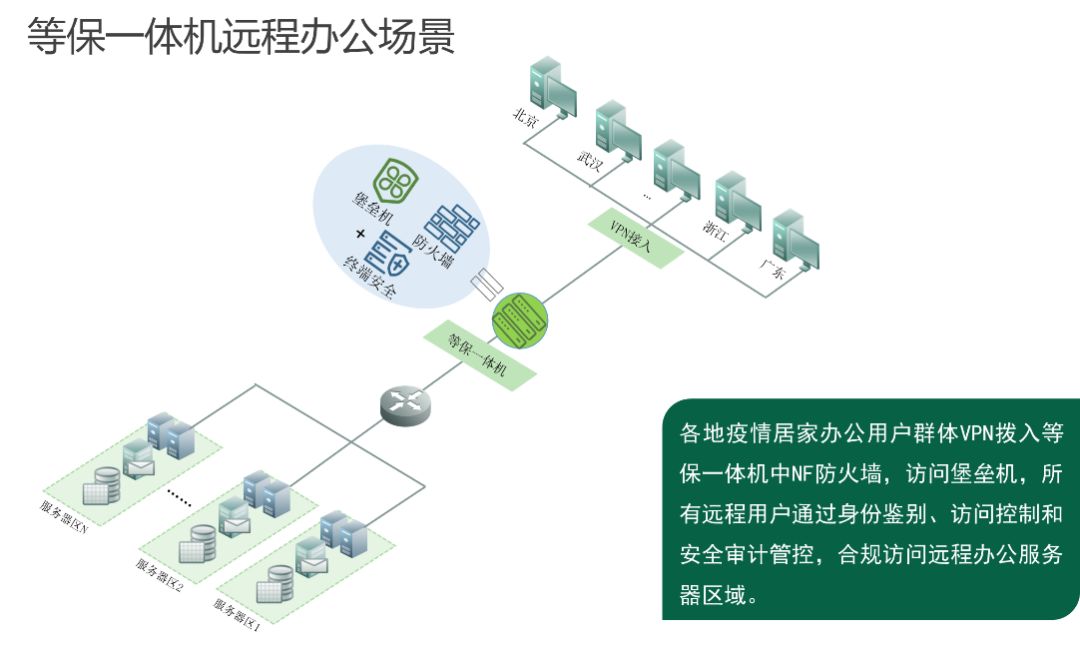 等保一体机远程办公场景
北京
武汉
...
浙江
广东
VPN接入
堡垒机
+
防火墙
终端安全
等保一体机
服务器区N
......
服务器区2
服务器区1
各地疫情居家办公用户群体VPN拨入等
保一体机中NF防火墙，访问堡垒机，所
有远程用户通过身份鉴别、访问控制和
安全审计管控，合规访问远程办公服务
器区域。